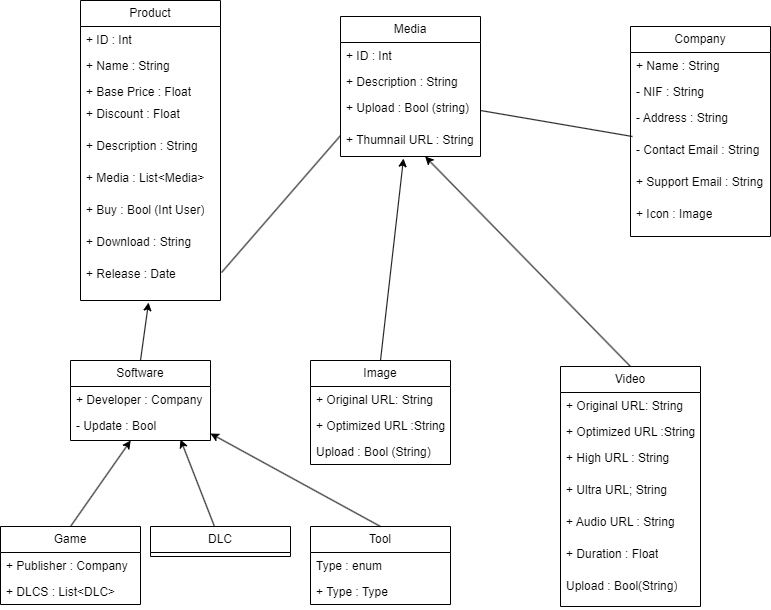 Product
+ ID : Int
+ Name : String
+ Base Price : Float
+ Discount : Float
+ Description : String
+ Media : List<Media>
+ Buy : Bool (Int User)
+ Download : String
+ Release : Date
Media
+ ID : Int
+ Description : String
+ Upload : Bool (string)
+ Thumnail URL : String
Company
+ Name : String
- NIF : String
- Address : String
- Contact Email : String
+ Support Email : String
+ Icon : Image
Software
+ Developer : Company
- Update : Bool
Image
+ Original URL: String
+ Optimized URL :String
Upload : Bool (String)
Video
+ Original URL: String
+ Optimized URL :String
+ High URL : String
+ Ultra URL; String
+ Audio URL : String
+ Duration : Float
Upload : Bool(String)
Game
+ Publisher : Company
+ DLCS : List<DLC>
DLC
Tool
Type : enum
+ Type : Type